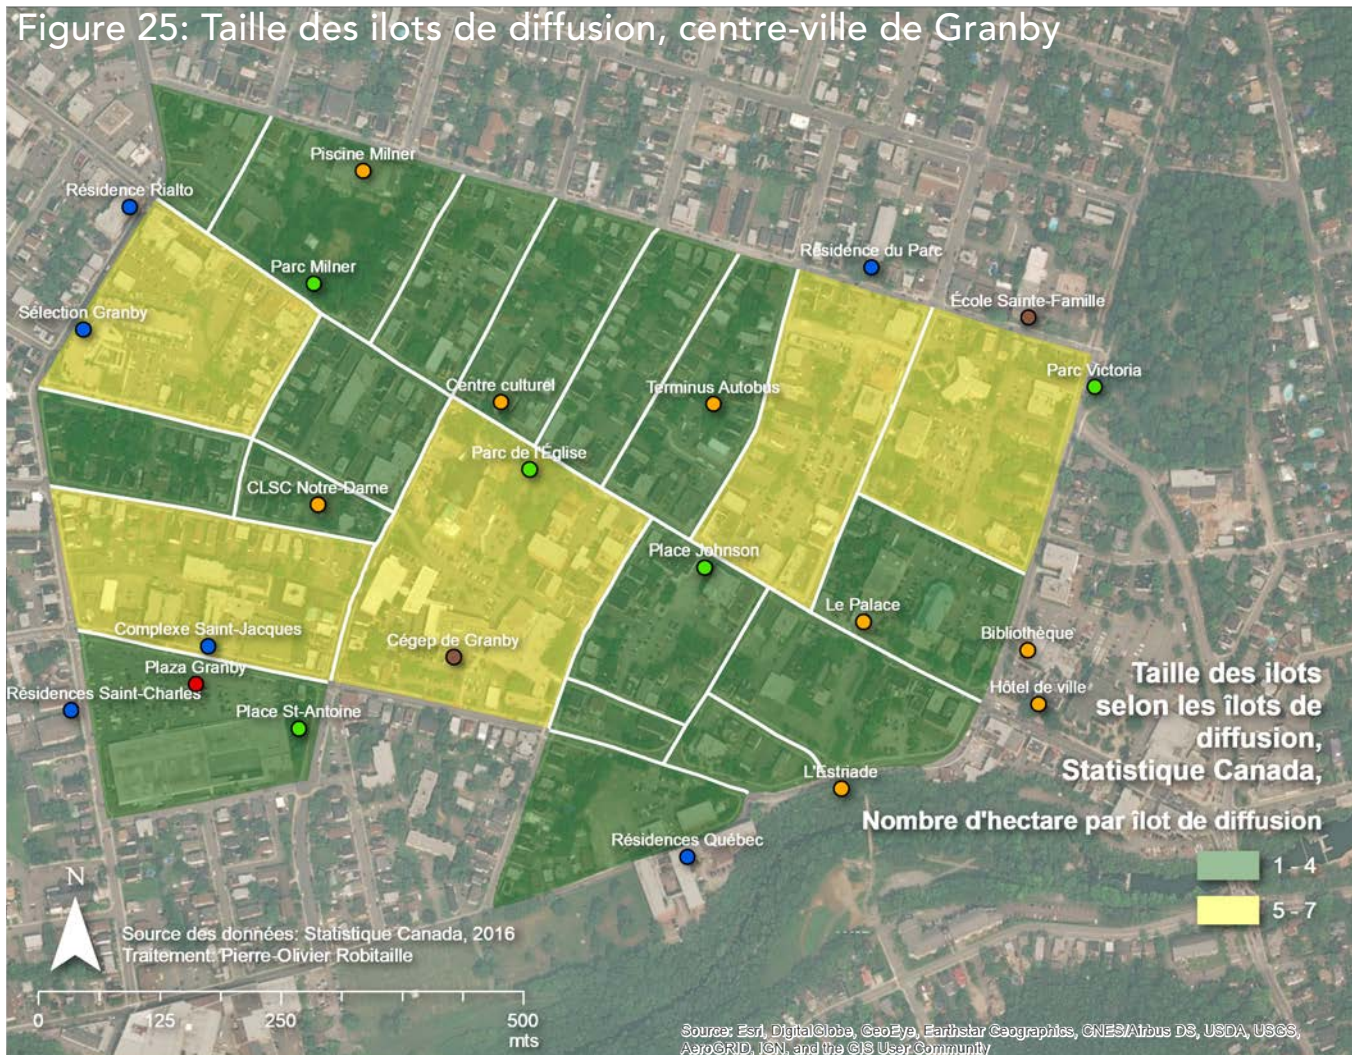 Figure 25: Taille des ilots de diffusion, centre-ville de Granby
Piscine Milner
Résidence Rialto
Résidence du Parc
Parc Milner
École Sainte-Famille
Sélection Granby
Parc Victoria
Centre culturel
Terminus Autobus
Parc de l'Église
CLSC Notre-Dame
Place Johnson
Le Palace
Complexe Saint-Jacques
Cégep de Granby
Bibliothèque
Plaza Granby
Résidences Saint-Charles
Hôtel de ville
Place St-Antoine
L'Estriade
Résidences Québec
Taille des ilots
selon les îlots de
diffusion,
Statistique Canada,
Nombre d'hectare par îlot de diffusion
1 - 4
5 - 7
N
Source des données: Statistique Canada, 2016
Traitement: Pierre-Olivier Robitaille
0 125 250 500
mts
Source: Esri, DigitalGlobe, GeoEye, Earthstar Geographics, CNES/Airbus DS, USDA, USGS,
AeroGRID, IGN, and the GIS User Community